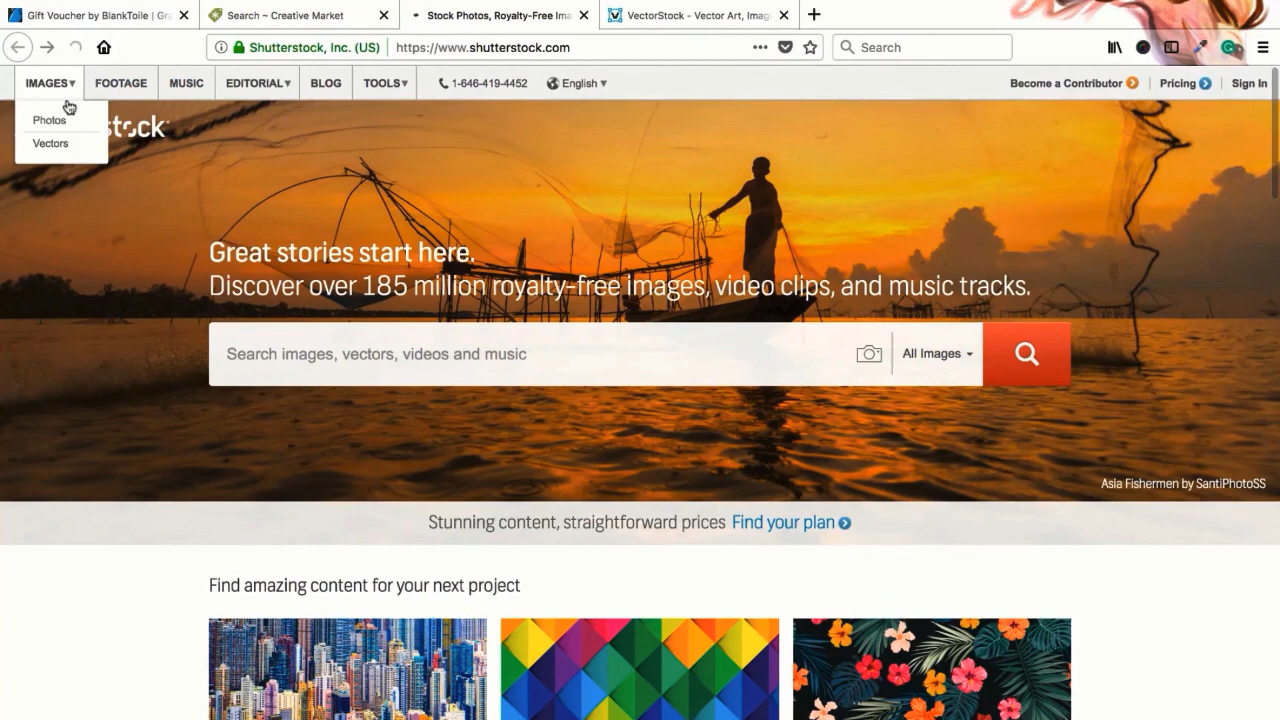 Gift Voucher by BlankToile | Gra
Search ~ Creative Market
Stock Photos, Royalty-Free Ima
VectorStock - Vector Art, Imag
Shutterstock, Inc. (US)
https://www.shutterstock.com
Search
IMAGES
FOOTAGE
MUSIC
EDITORIAL
BLOG
TOOLS
1-646-419-4452
English
Become a Contributor
Pricing
Sign In
Photos
Vectors
Great stories start here.
Discover over 185 million royalty-free images, video clips, and music tracks.
Search images, vectors, videos and music
All Images
Asia Fishermen by SantiPhotoSS
Stunning content, straightforward prices Find your plan
Find amazing content for your next project